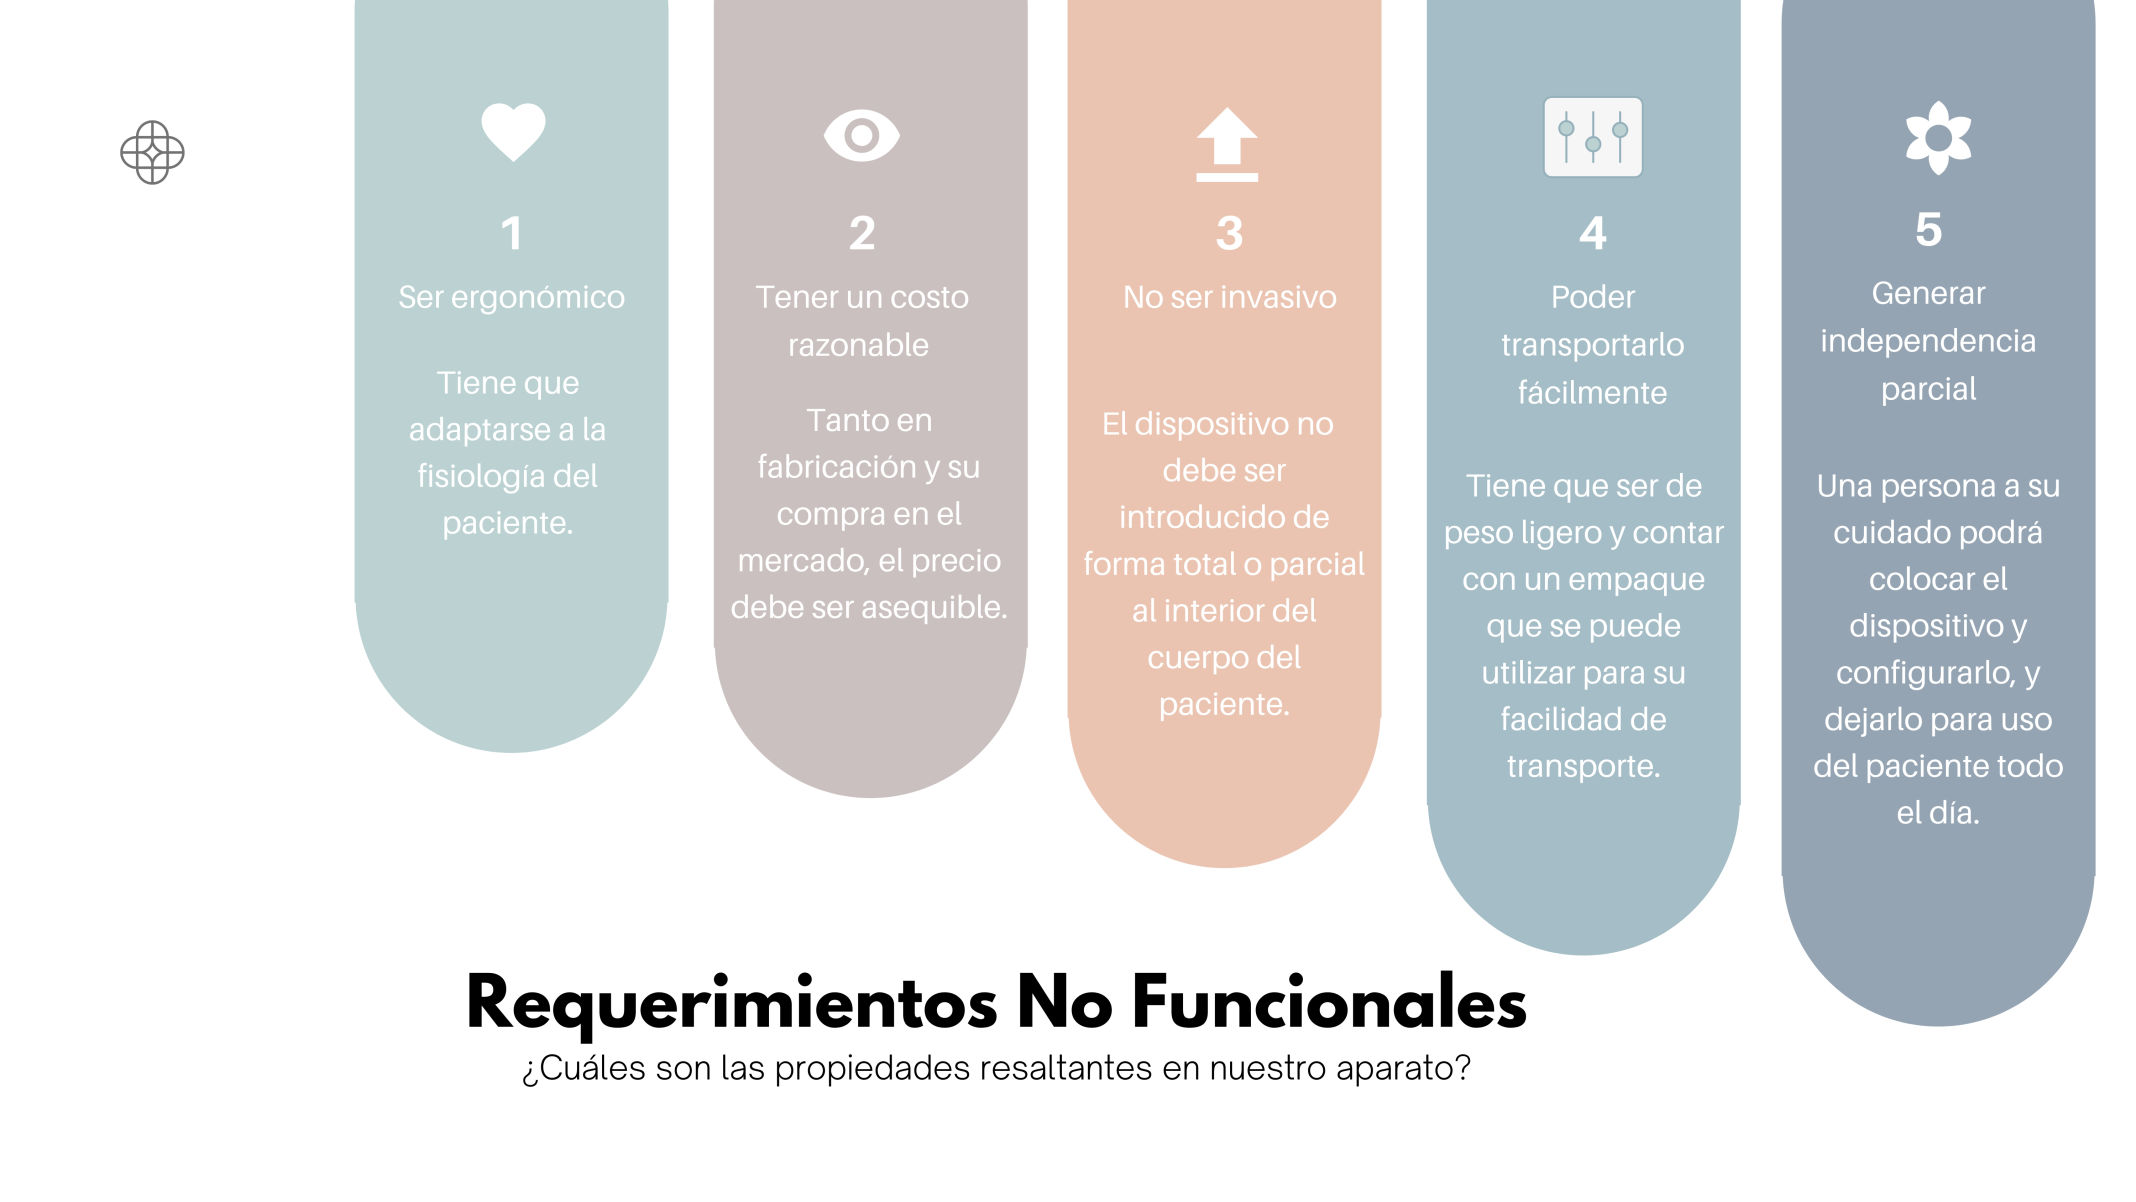 1
Ser ergonómico
Tiene que
adaptarse a la
fisiología del
paciente.
2
Tener un costo
razonable
Tanto en
fabricación y su
compra en el
mercado, el precio
debe ser asequible.
3
No ser invasivo
El dispositivo no
debe ser
introducido de
forma total o parcial
al interior del
cuerpo del
paciente.
4
Poder
transportarlo
fácilmente
Tiene que ser de
peso ligero y contar
con un empaque
que se puede
utilizar para su
facilidad de
transporte.
5
Generar
independencia
parcial
Una persona a su
cuidado podrá
colocar el
dispositivo y
configurarlo, y
dejarlo para uso
del paciente todo
el día.
Requerimientos No Funcionales
¿Cuáles son las propiedades resaltantes en nuestro aparato?